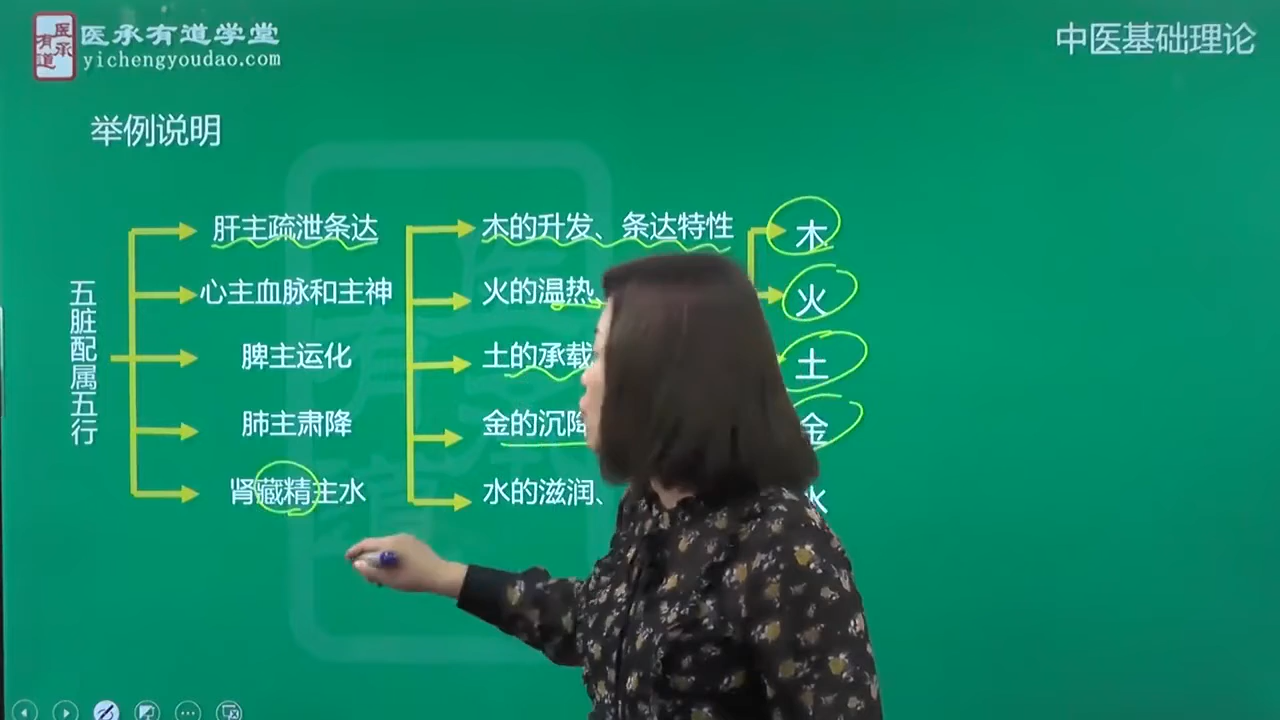 医承有道
医承有道学堂
yichengyoudao.com
中医基础理论
举例说明
五脏配属五行
肝主疏泄条达
木的升发、条达特性
木
心主血脉和主神
火的温热
火
脾主运化
土的承载
土
肺主肃降
金的沉降
金
肾藏精主水
水的滋润、
水